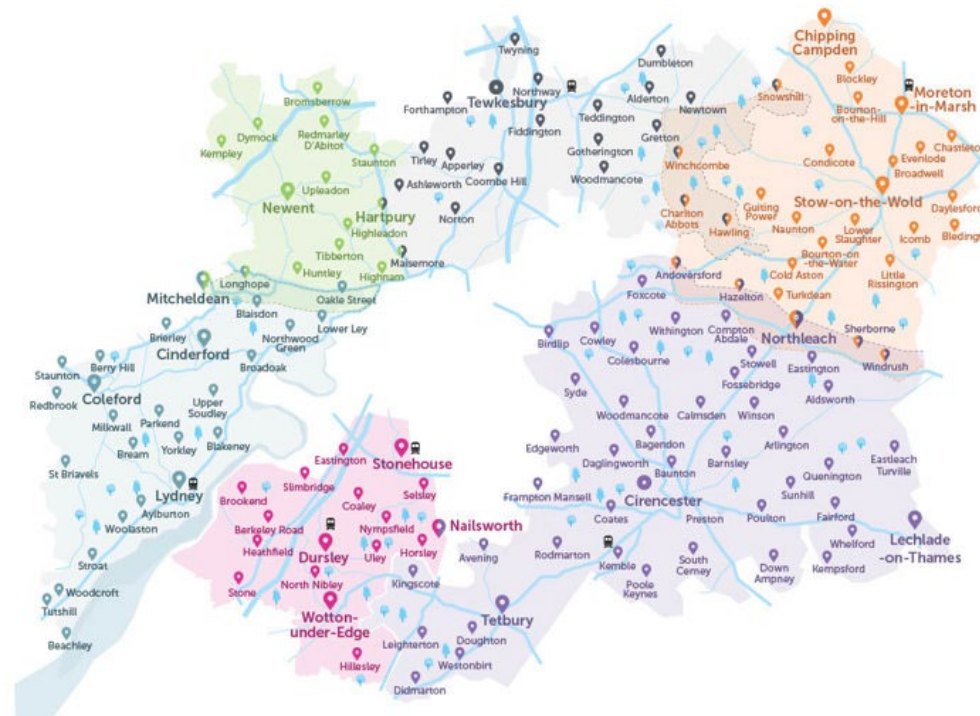 Chipping
Campden
Twyning
Dumbleton
Blockley
Bromsberrow
Forthampton
Tewkesbury
Northway
Alderton
Newtown
Snowshill
Bourton-
on-the-Hill
Moreton
-in-Marsh
Teddington
Dymock
Redmarley
D'Abitot
Fiddington
Gretton
Kempley
Staunton
Tirley
Apperley
Gotherington
Winchcombe
Condicote
Evenlode
Chastleton
Broadwell
Upleadon
Ashleworth
Coombe Hill
Woodmancote
Stow-on-the-Wold
Newent
Hartpury
Norton
Charlton
Abbots
Guiting
Power
Daylesford
Highleadon
Hawling
Naunton
Lower
Slaughter
Icomb
Bledington
Tibberton
Maisemore
Bourton-on
-the-Water
Huntley
Highnam
Andoversford
Cold Aston
Little
Rissington
Longhope
Oakle Street
Foxcote
Hazelton
Turkdean
Mitcheldean
Blaisdon
Lower Ley
Withington
Compton
Abdale
Northleach
Sherborne
Brierley
Northwood
Green
Birdlip
Cowley
Cinderford
Colesbourne
Stowell
Eastington
Windrush
Staunton
Berry Hill
Broadoak
Fossebridge
Redbrook
Coleford
Syde
Aldsworth
Upper
Soudley
Milkwall
Parkend
Woodmancote
Calmsden
Winson
Bream
Yorkley
Blakeney
Eastington
Stonehouse
Edgeworth
Bagendon
Arlington
St Briavels
Slimbridge
Daglingworth
Baunton
Barnsley
Quenington
Eastleach
Turville
Lydney
Brookend
Coaley
Selsley
Frampton Mansell
Cirencester
Sunhill
Woolaston
Aylburton
Berkeley Road
Nympsfield
Nailsworth
Coates
Preston
Poulton
Fairford
Lechlade
-on-Thames
Heathfield
Dursley
Uley
Horsley
Avening
Rodmarton
Whelford
Stroat
Kemble
South
Cerney
Down
Ampney
Kempsford
Woodcroft
Stone
North Nibley
Kingscote
Poole
Keynes
Tutshill
Wotton-
under-Edge
Tetbury
Beachley
Leighterton
Doughton
Hillesley
Westonbirt
Didmarton